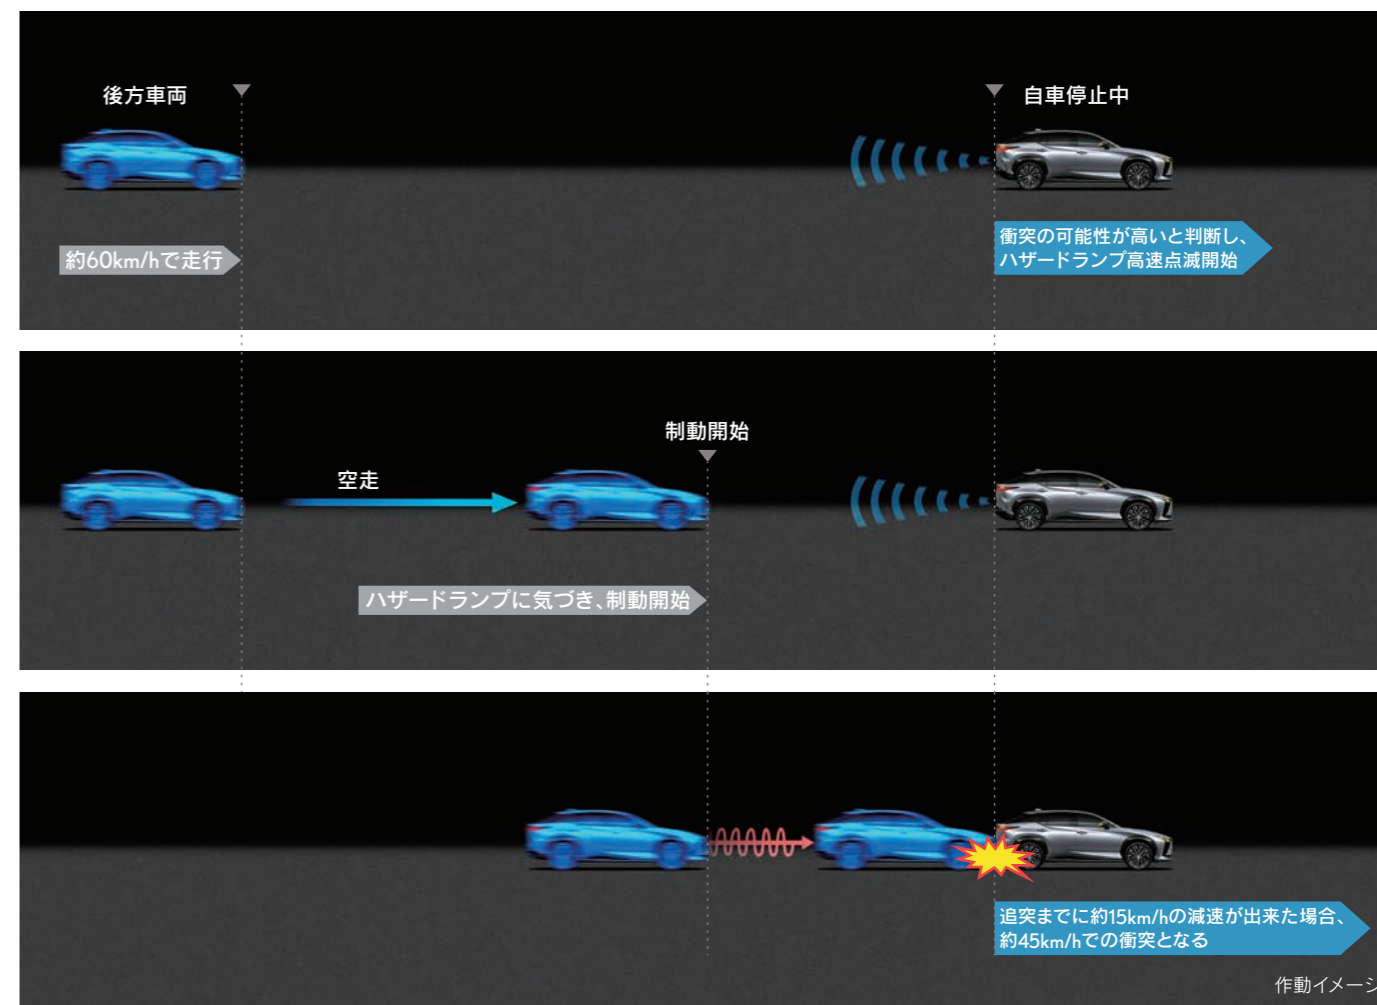 後方車両
自車停止中
約60km/hで走行
衝突の可能性が高いと判断し、
ハザードランプ高速点滅開始
制動開始
空走
ハザードランプに気づき、制動開始
追突までに約15km/hの減速が出来た場合、
約45km/hでの衝突となる
作動イメージ